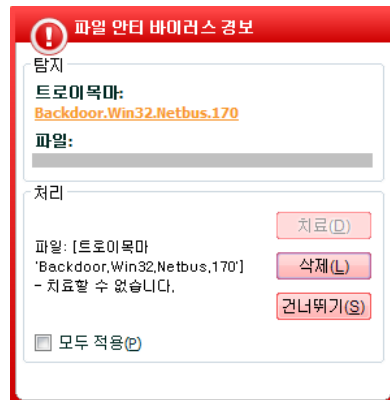 파일 안티 바이러스 경보
탐지
트로이목마:
Backdoor.Win32.Netbus.170
파일:
처리
치료(D)
파일: [트로이목마
'Backdoor.Win32.Netbus.170']
- 치료할 수 없습니다.
삭제(L)
건너뛰기(S)
모두 적용(P)